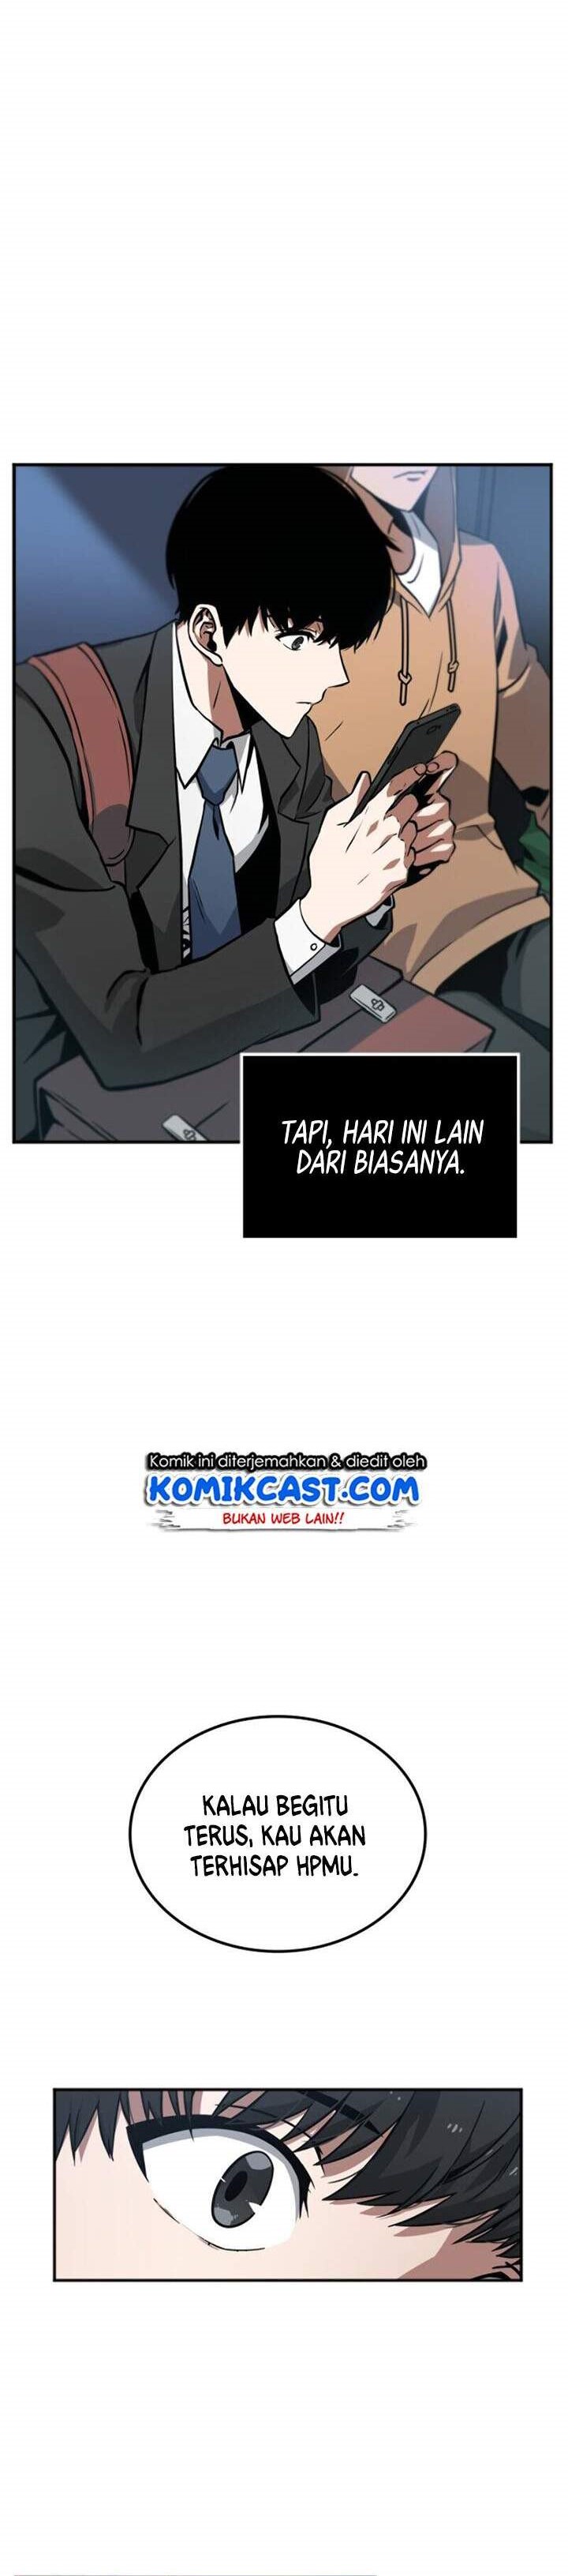 TAPI, HARI INI LAIN
DARI BIASANYA.
Komik ini diterjemahkan & diedit oleh
KOMIKCAST.COM
BUKAN WEB LAIN!!
KALAU BEGITU
TERUS, KAU AKAN
TERHISAP HPMU.